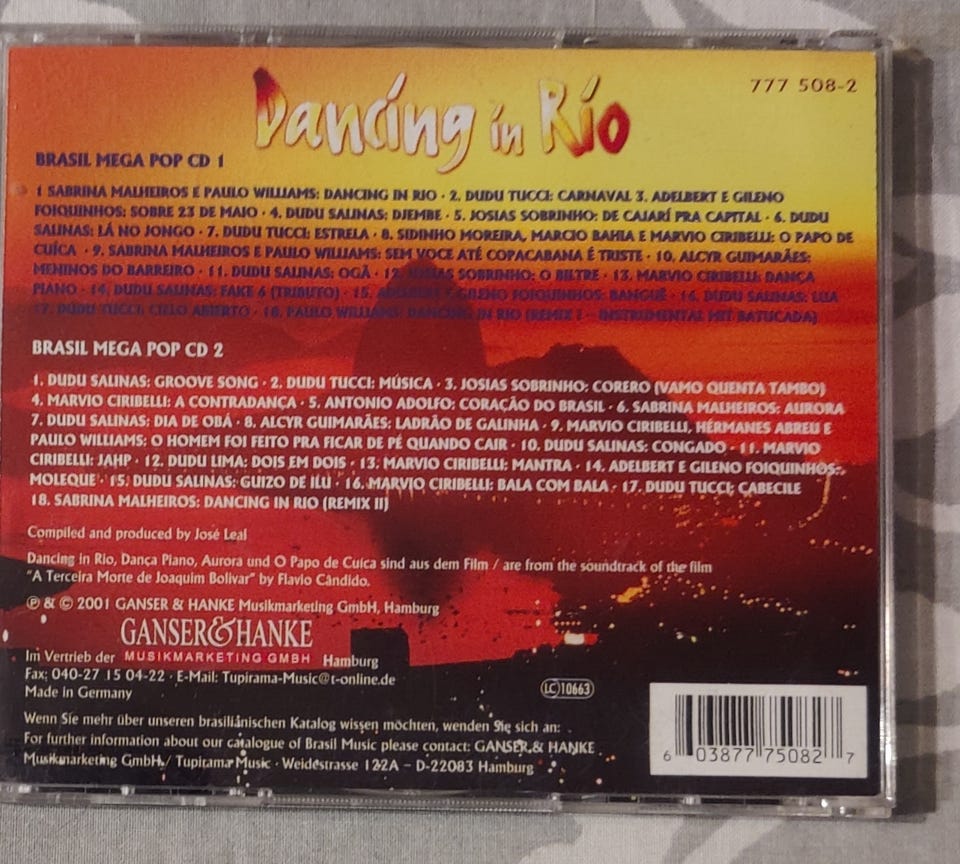 Dancing in Rio
777 508-2
BRASIL MEGA POP CD 1
1 SABRINA MALHEIROS E PAULO WILLIAMS: DANCING IN RIO · 2. DUDU TUCCI: CARNAVAL 3. ADELBERT E GILENO
FOIQUINHOS: SOBRE 23 DE MAIO · 4. DUDU SALINAS: DJEMBE · 5. JOSIAS SOBRINHO: DE CAJARÍ PRA CAPITAL · 6. DUDU
SALINAS: LÁ NO JONGO · 7. DUDU TUCCI: ESTRELA · 8. SIDINHO MOREIRA, MARCIO BAHIA E MARVIO CIRIBELLI: O PAPO DE
CUÍCA · 9. SABRINA MALHEIROS E PAULO WILLIAMS: SEM VOCE ATÉ COPACABANA É TRISTE · 10. ALCYR GUIMARÃES:
MENINOS DO BARREIRO · 11. DUDU SALINAS: OGÃ · 12. JOSIAS SOBRINHO: O BILTRE · 13. MARVIO CIRIBELLI: DANÇA
PIANO · 14. DUDU SALINAS: FAKE 6 (TRIBUTO) · 15. ADELBERT E GILENO FOIQUINHOS: BANGUÊ · 16. DUDU SALINAS: LUA
17. DUDU TUCCI: CIELO ABIERTO · 18. PAULO WILLIAMS: DANCING IN RIO (REMIX I - INSTRUMENTAL MIT BATUCADA)
BRASIL MEGA POP CD 2
1. DUDU SALINAS: GROOVE SONG · 2. DUDU TUCCI: MÚSICA · 3. JOSIAS SOBRINHO: CORERO (VAMO QUENTA TAMBO)
4. MARVIO CIRIBELLI: A CONTRADANÇA · 5. ANTONIO ADOLFO: CORAÇÃO DO BRASIL · 6. SABRINA MALHEIROS: AURORA
7. DUDU SALINAS: DIA DE OBÁ · 8. ALCYR GUIMARÃES: LADRÃO DE GALINHA · 9. MARVIO CIRIBELLI, HERMANES ABREU E
PAULO WILLIAMS: O HOMEM FOI FEITO PRA FICAR DE PÉ QUANDO CAIR · 10. DUDU SALINAS: CONGADO · 11. MARVIO
CIRIBELLI: JAHP · 12. DUDU LIMA: DOIS EM DOIS · 13. MARVIO CIRIBELLI: MANTRA · 14. ADELBERT E GILENO FOIQUINHOS:
MOLEQUE · 15. DUDU SALINAS: GUIZO DE ILÚ · 16. MARVIO CIRIBELLI: BALA COM BALA · 17. DUDU TUCCI: CABECILE
18. SABRINA MALHEIROS: DANCING IN RIO (REMIX II)
Compiled and produced by José Leal
Dancing in Rio, Dança Piano, Aurora und O Papo de Cuíca sind aus dem Film / are from the soundtrack of the film
"A Terceira Morte de Joaquim Bolivar" by Flavio Cândido.
℗ & © 2001 GANSER & HANKE Musikmarketing GmbH, Hamburg
GANSER&HANKE
Im Vertrieb der MUSIKMARKETING GMBH Hamburg
Fax: 040-27 15 04-22 · E-Mail: Tupirama-Music@t-online.de
LC 10663
Made in Germany
Wenn Sie mehr über unseren brasilianischen Katalog wissen möchten, wenden Sie sich an:
For further information about our catalogue of Brasil Music please contact: GANSER & HANKE
Musikmarketing GmbH / Tupirama Music · Weidestrasse 122A – D-22083 Hamburg
6 03877 75082 7